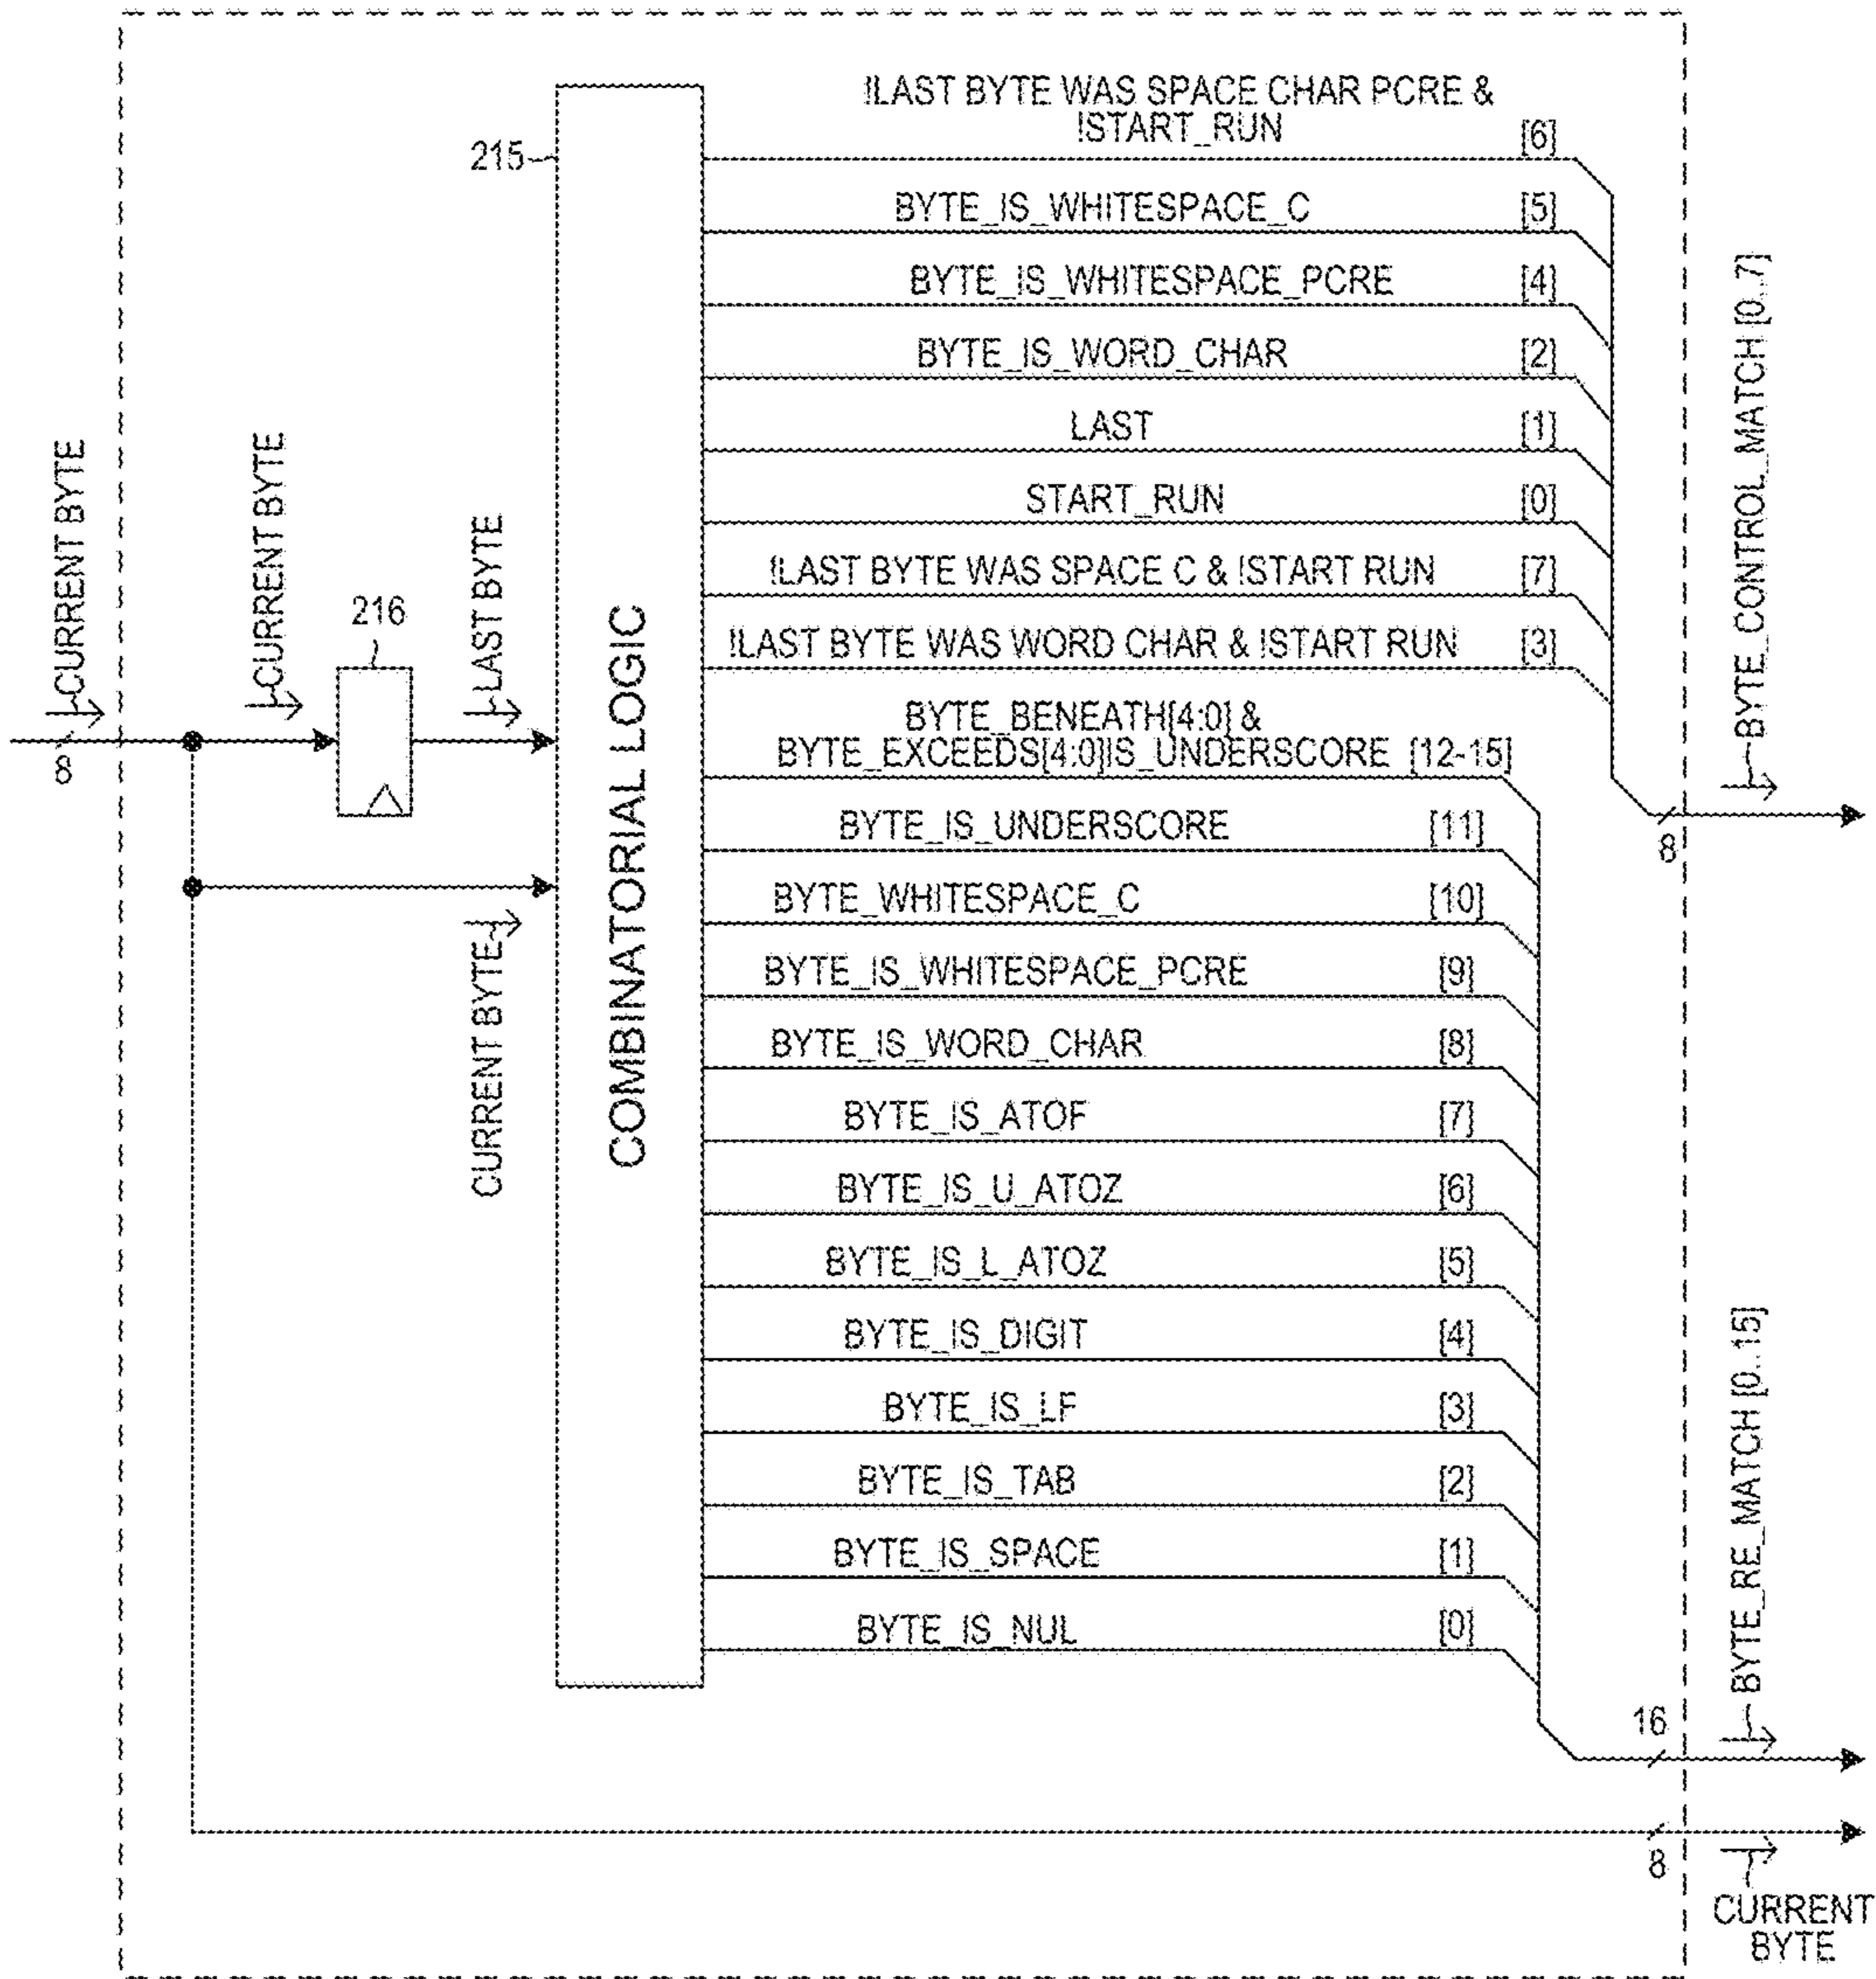 !LAST BYTE WAS SPACE CHAR PCRE &
!START_RUN [6]
215
BYTE_IS_WHITESPACE_C [5]
BYTE_IS_WHITESPACE_PCRE [4]
BYTE_IS_WORD_CHAR [2]
LAST [1]
START_RUN [0]
!LAST BYTE WAS SPACE C & !START RUN [7]
!LAST BYTE WAS WORD CHAR & !START RUN [3]
BYTE_BENEATH[4:0] &
BYTE_EXCEEDS[4:0]IS_UNDERSCORE [12-15]
BYTE_IS_UNDERSCORE [11]
BYTE_WHITESPACE_C [10]
BYTE_IS_WHITESPACE_PCRE [9]
BYTE_IS_WORD_CHAR [8]
BYTE_IS_ATOF [7]
BYTE_IS_U_ATOZ [6]
BYTE_IS_L_ATOZ [5]
BYTE_IS_DIGIT [4]
BYTE_IS_LF [3]
BYTE_IS_TAB [2]
BYTE_IS_SPACE [1]
BYTE_IS_NUL [0]
CURRENT BYTE
8
CURRENT BYTE
216
LAST BYTE
CURRENT BYTE
COMBINATORIAL LOGIC
BYTE_CONTROL_MATCH [0..7]
8
BYTE_RE_MATCH [0..15]
16
8
CURRENT
BYTE